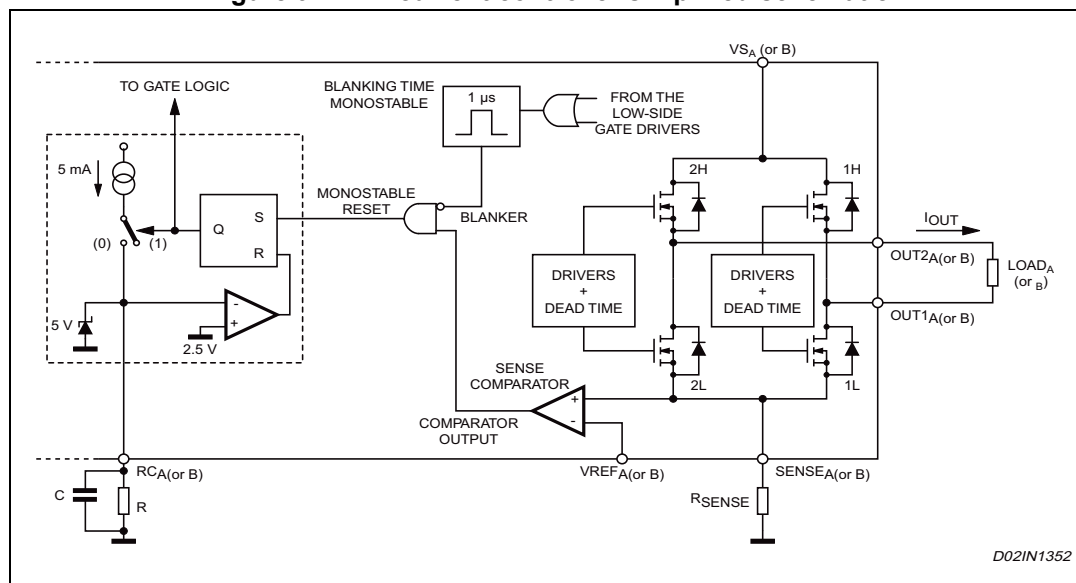 VSA (or B)
TO GATE LOGIC
BLANKING TIME
MONOSTABLE
1 µs
FROM THE
LOW-SIDE
GATE DRIVERS
5 mA
2H
1H
MONOSTABLE
RESET
S
Q
BLANKER
R
(0)
(1)
IOUT
OUT2A(or B)
LOADA
(or B)
DRIVERS
+
DEAD TIME
DRIVERS
+
DEAD TIME
OUT1A(or B)
5 V
-
+
2.5 V
SENSE
COMPARATOR
2L
1L
+
-
COMPARATOR
OUTPUT
RCA(or B)
VREFA(or B)
SENSEA(or B)
C
R
RSENSE
D02IN1352